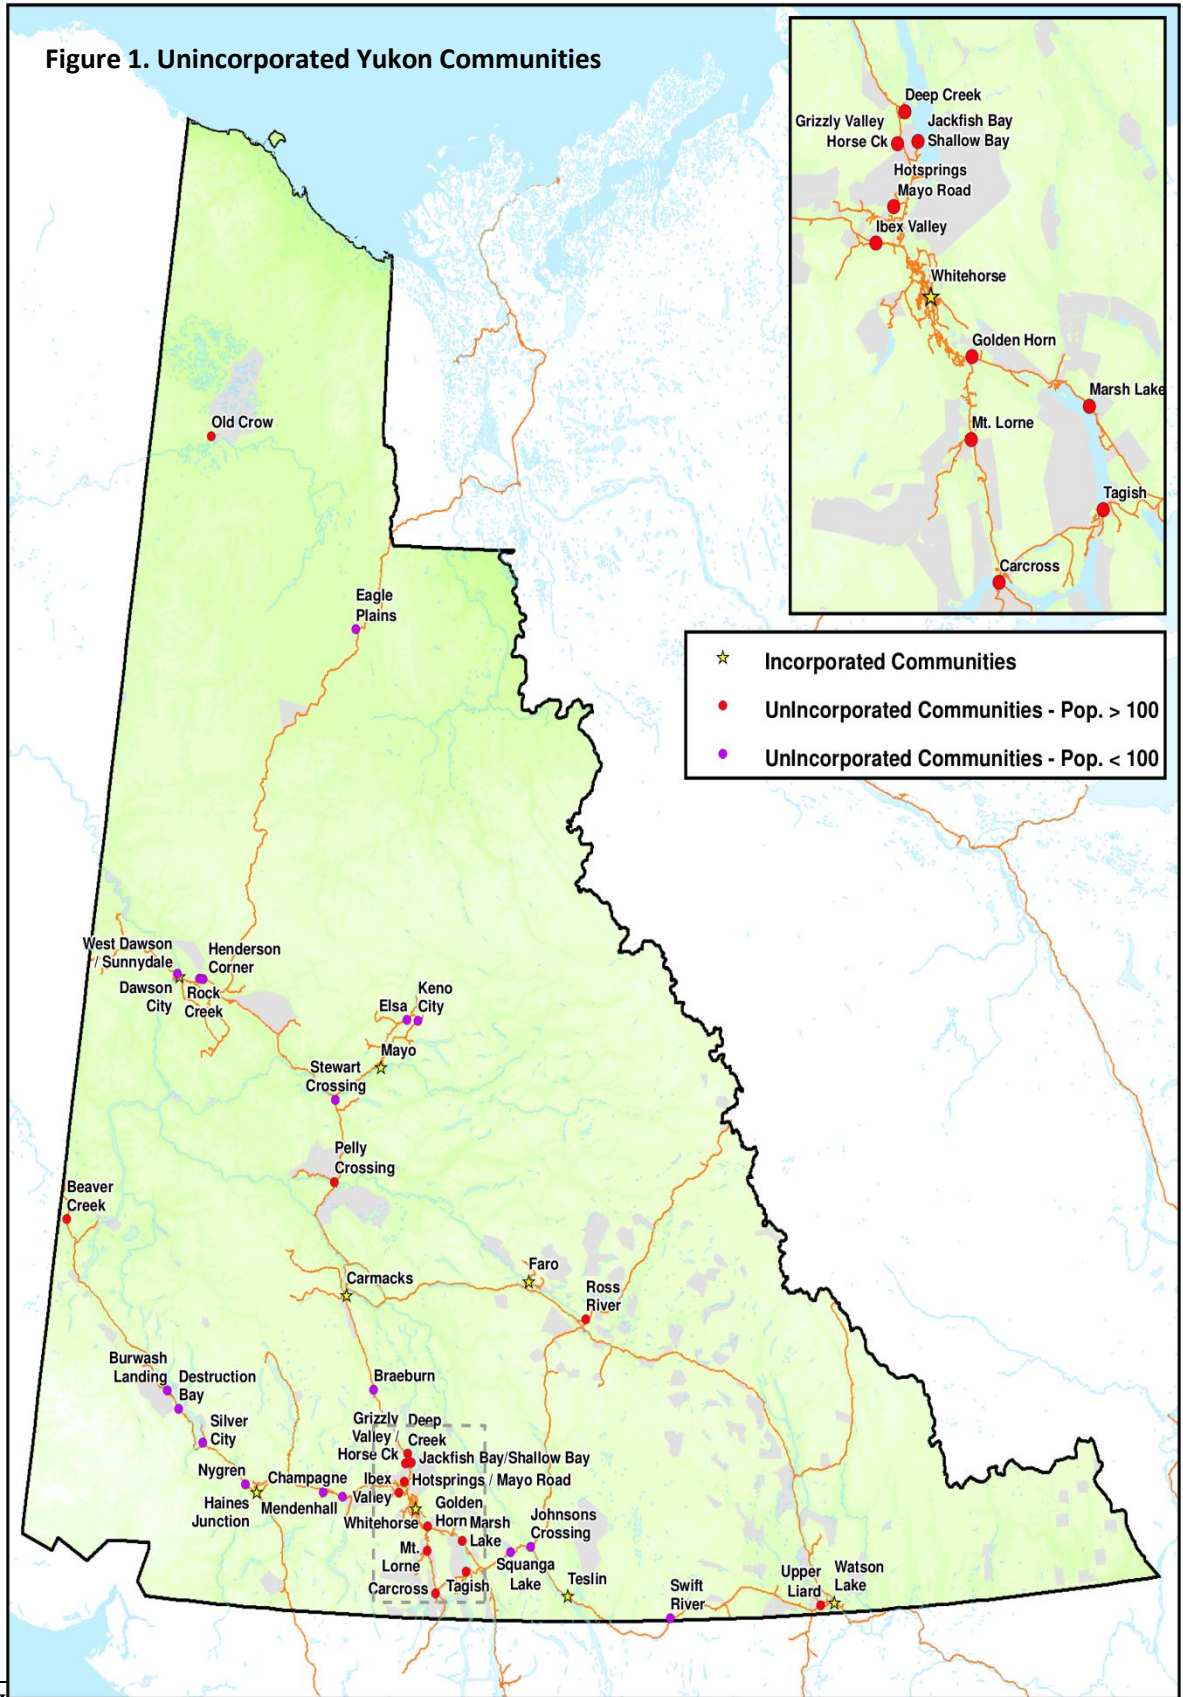 Figure 1. Unincorporated Yukon Communities
Deep Creek
Grizzly Valley
Horse Ck
Jackfish Bay
Shallow Bay
Hotsprings
Mayo Road
Ibex Valley
Whitehorse
Golden Horn
Marsh Lake
Mt. Lorne
Tagish
Carcross
Incorporated Communities
UnIncorporated Communities - Pop. > 100
UnIncorporated Communities - Pop. < 100
Old Crow
Eagle
Plains
West Dawson
/ Sunnydale
Henderson
Corner
Dawson
City
Rock
Creek
Keno
City
Elsa
Mayo
Stewart
Crossing
Pelly
Crossing
Beaver
Creek
Carmacks
Faro
Ross
River
Burwash
Landing
Destruction
Bay
Silver
City
Braeburn
Grizzly
Valley /
Horse Ck
Deep
Creek
Jackfish Bay/Shallow Bay
Hotsprings / Mayo Road
Nygren
Champagne
Ibex
Valley
Haines
Junction
Mendenhall
Whitehorse
Golden
Horn
Marsh
Lake
Johnsons
Crossing
Mt.
Lorne
Squanga
Lake
Carcross
Tagish
Teslin
Swift
River
Upper
Liard
Watson
Lake